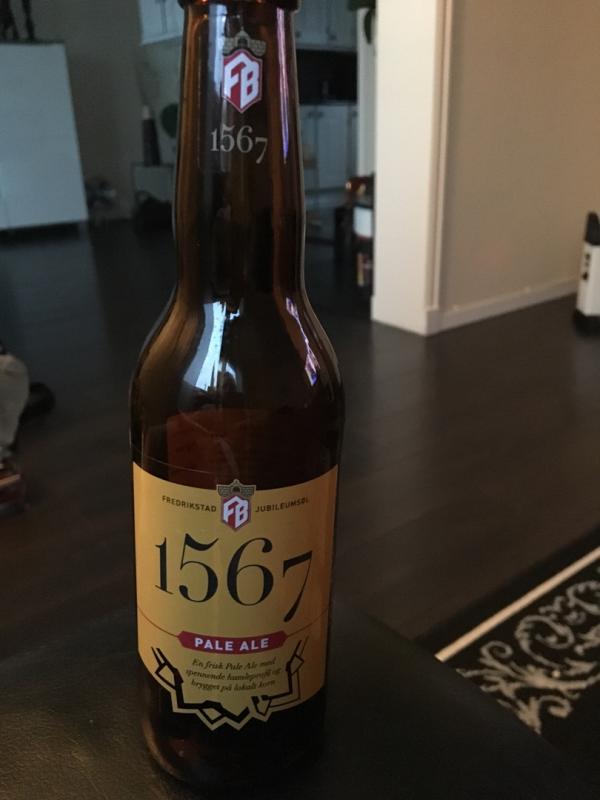 FB
1567
FREDRIKSTAD FB JUBILEUMSØL
1567
PALE ALE
En frisk Pale Ale med
spennende humleprofil og
brygget på lokalt korn